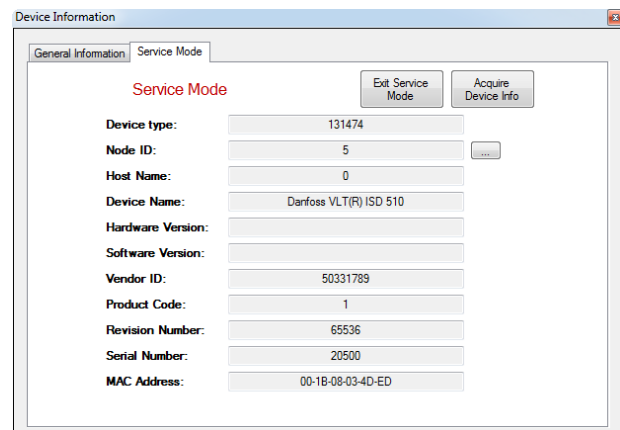 Device Information
General Information Service Mode
Service Mode
Exit Service Mode
Acquire Device Info
Device type: 131474
Node ID: 5 ...
Host Name: 0
Device Name: Danfoss VLT(R) ISD 510
Hardware Version:
Software Version:
Vendor ID: 50331789
Product Code: 1
Revision Number: 65536
Serial Number: 20500
MAC Address: 00-1B-08-03-4D-ED